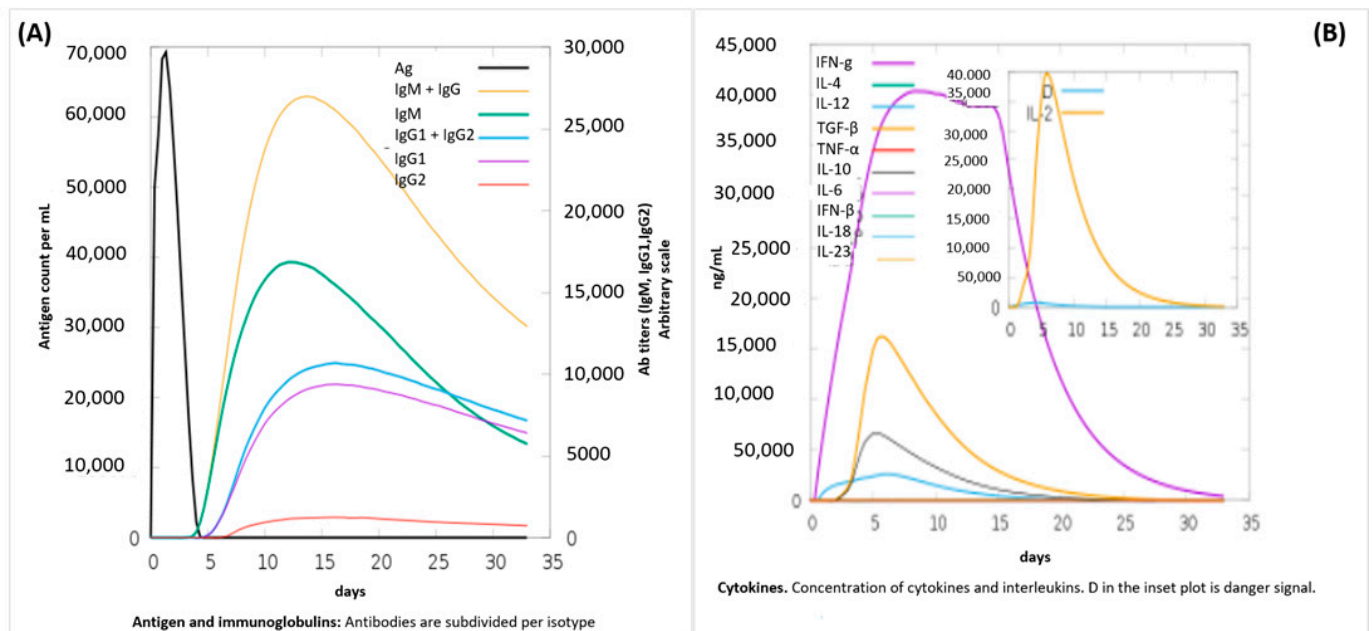 (A)
70,000
60,000
50,000
40,000
30,000
20,000
10,000
0
Antigen count per mL
30,000
25,000
20,000
15,000
10,000
5000
0
Ab titers (IgM, IgG1,IgG2)
Arbitrary scale
Ag
IgM + IgG
IgM
IgG1 + IgG2
IgG1
IgG2
0 5 10 15 20 25 30 35
days
Antigen and immunoglobulins: Antibodies are subdivided per isotype
(B)
45,000
40,000
35,000
30,000
25,000
20,000
15,000
10,000
50,000
0
ng/mL
IFN-g
IL-4
IL-12
TGF-β
TNF-α
IL-10
IL-6
IFN-β
IL-18
IL-23
40,000
35,000
30,000
25,000
20,000
15,000
10,000
50,000
0
D
IL-2
0 5 10 15 20 25 30 35
0 5 10 15 20 25 30 35
days
Cytokines. Concentration of cytokines and interleukins. D in the inset plot is danger signal.